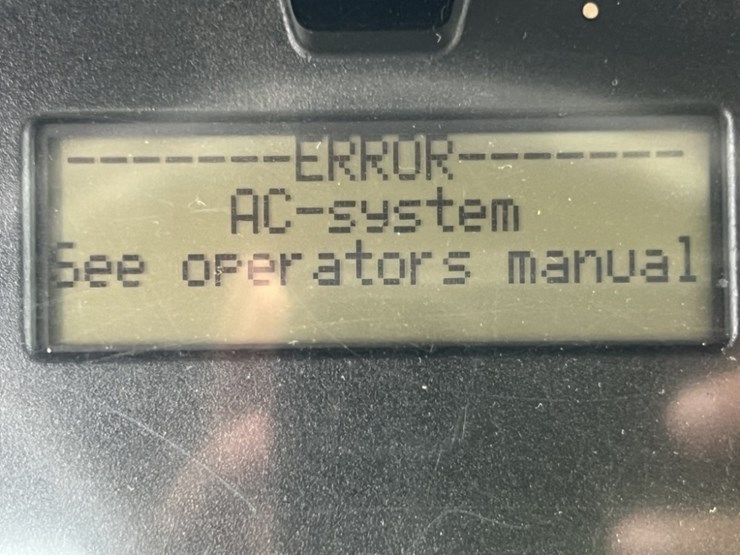 -------ERROR-------
AC-system
See operators manual